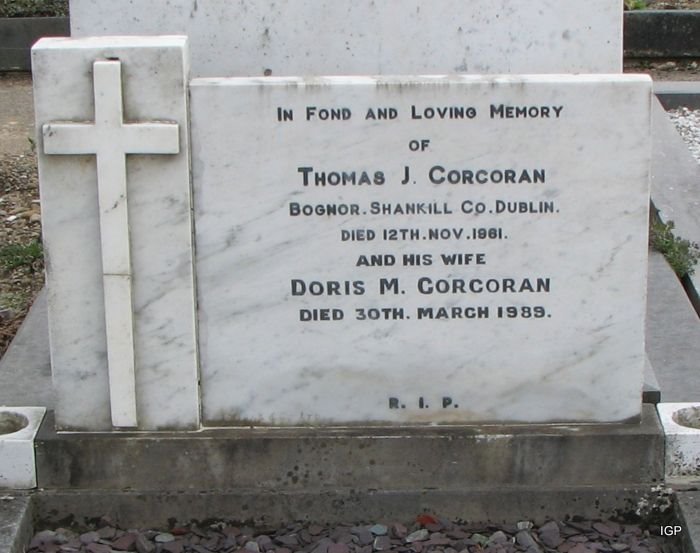 In Fond and Loving Memory
of
Thomas J. Corcoran
Bognor. Shankill Co. Dublin.
Died 12th. Nov. 1961.
and his wife
Doris M. Corcoran
died 30th. March 1989.
R. I. P.
IGP